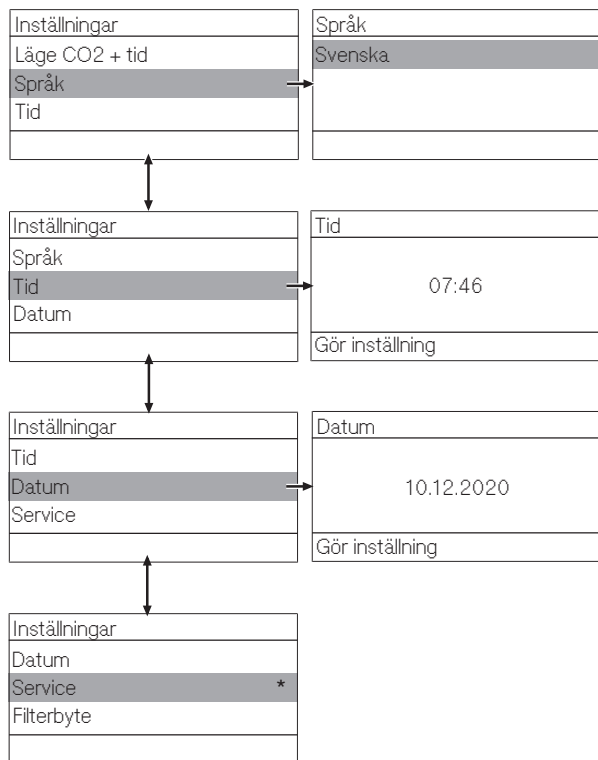 Inställningar
Läge CO2 + tid
Språk
Tid
Språk
Svenska
Inställningar
Språk
Tid
Datum
Tid
07:46
Gör inställning
Inställningar
Tid
Datum
Service
Datum
10.12.2020
Gör inställning
Inställningar
Datum
Service *
Filterbyte